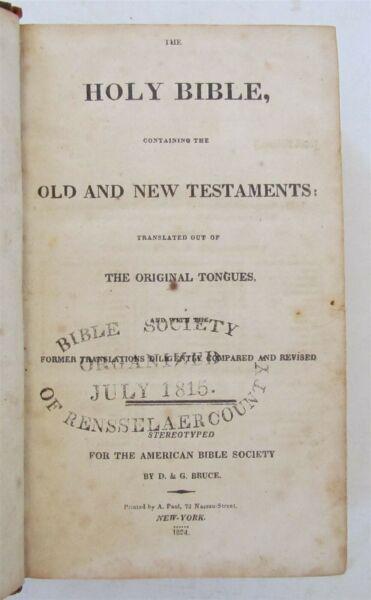 THE
HOLY BIBLE,
CONTAINING THE
OLD AND NEW TESTAMENTS:
TRANSLATED OUT OF
THE ORIGINAL TONGUES,
AND WITH THE
FORMER TRANSLATIONS DILIGENTLY COMPARED AND REVISED
BIBLE SOCIETY
ORGANIZED
JULY 1815.
OF RENSSELAER COUNTY
STEREOTYPED
FOR THE AMERICAN BIBLE SOCIETY
BY D. & G. BRUCE.
Printed by A. Paul, 72 Nassau-Street,
NEW-YORK.
1824.